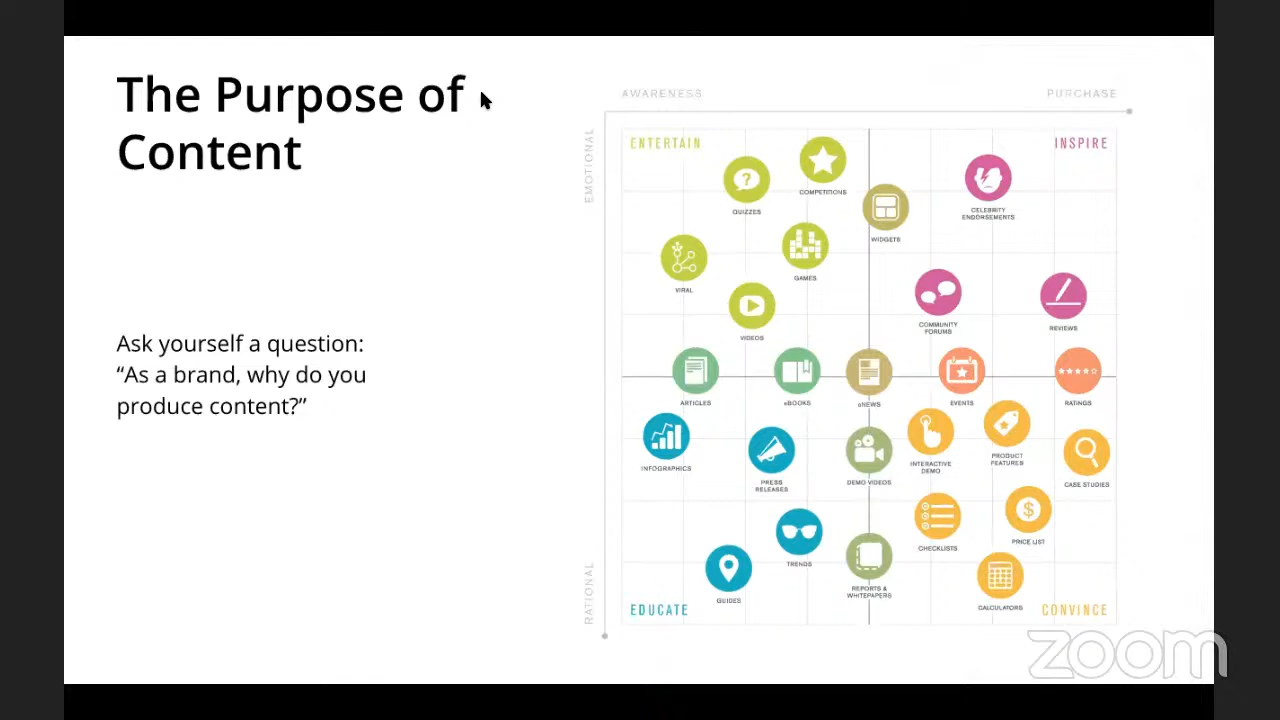 The Purpose of
Content
Ask yourself a question:
“As a brand, why do you
produce content?”
AWARENESS
PURCHASE
EMOTIONAL
RATIONAL
ENTERTAIN
INSPIRE
QUIZZES
COMPETITIONS
WIDGETS
CELEBRITY
ENDORSEMENTS
VIRAL
GAMES
VIDEOS
COMMUNITY
FORUMS
REVIEWS
ARTICLES
eBOOKS
eNEWS
EVENTS
RATINGS
INFOGRAPHICS
PRESS
RELEASES
DEMO VIDEOS
INTERACTIVE
DEMO
PRODUCT
FEATURES
CASE STUDIES
TRENDS
CHECKLISTS
PRICE LIST
GUIDES
REPORTS &
WHITEPAPERS
CALCULATORS
EDUCATE
CONVINCE
zoom